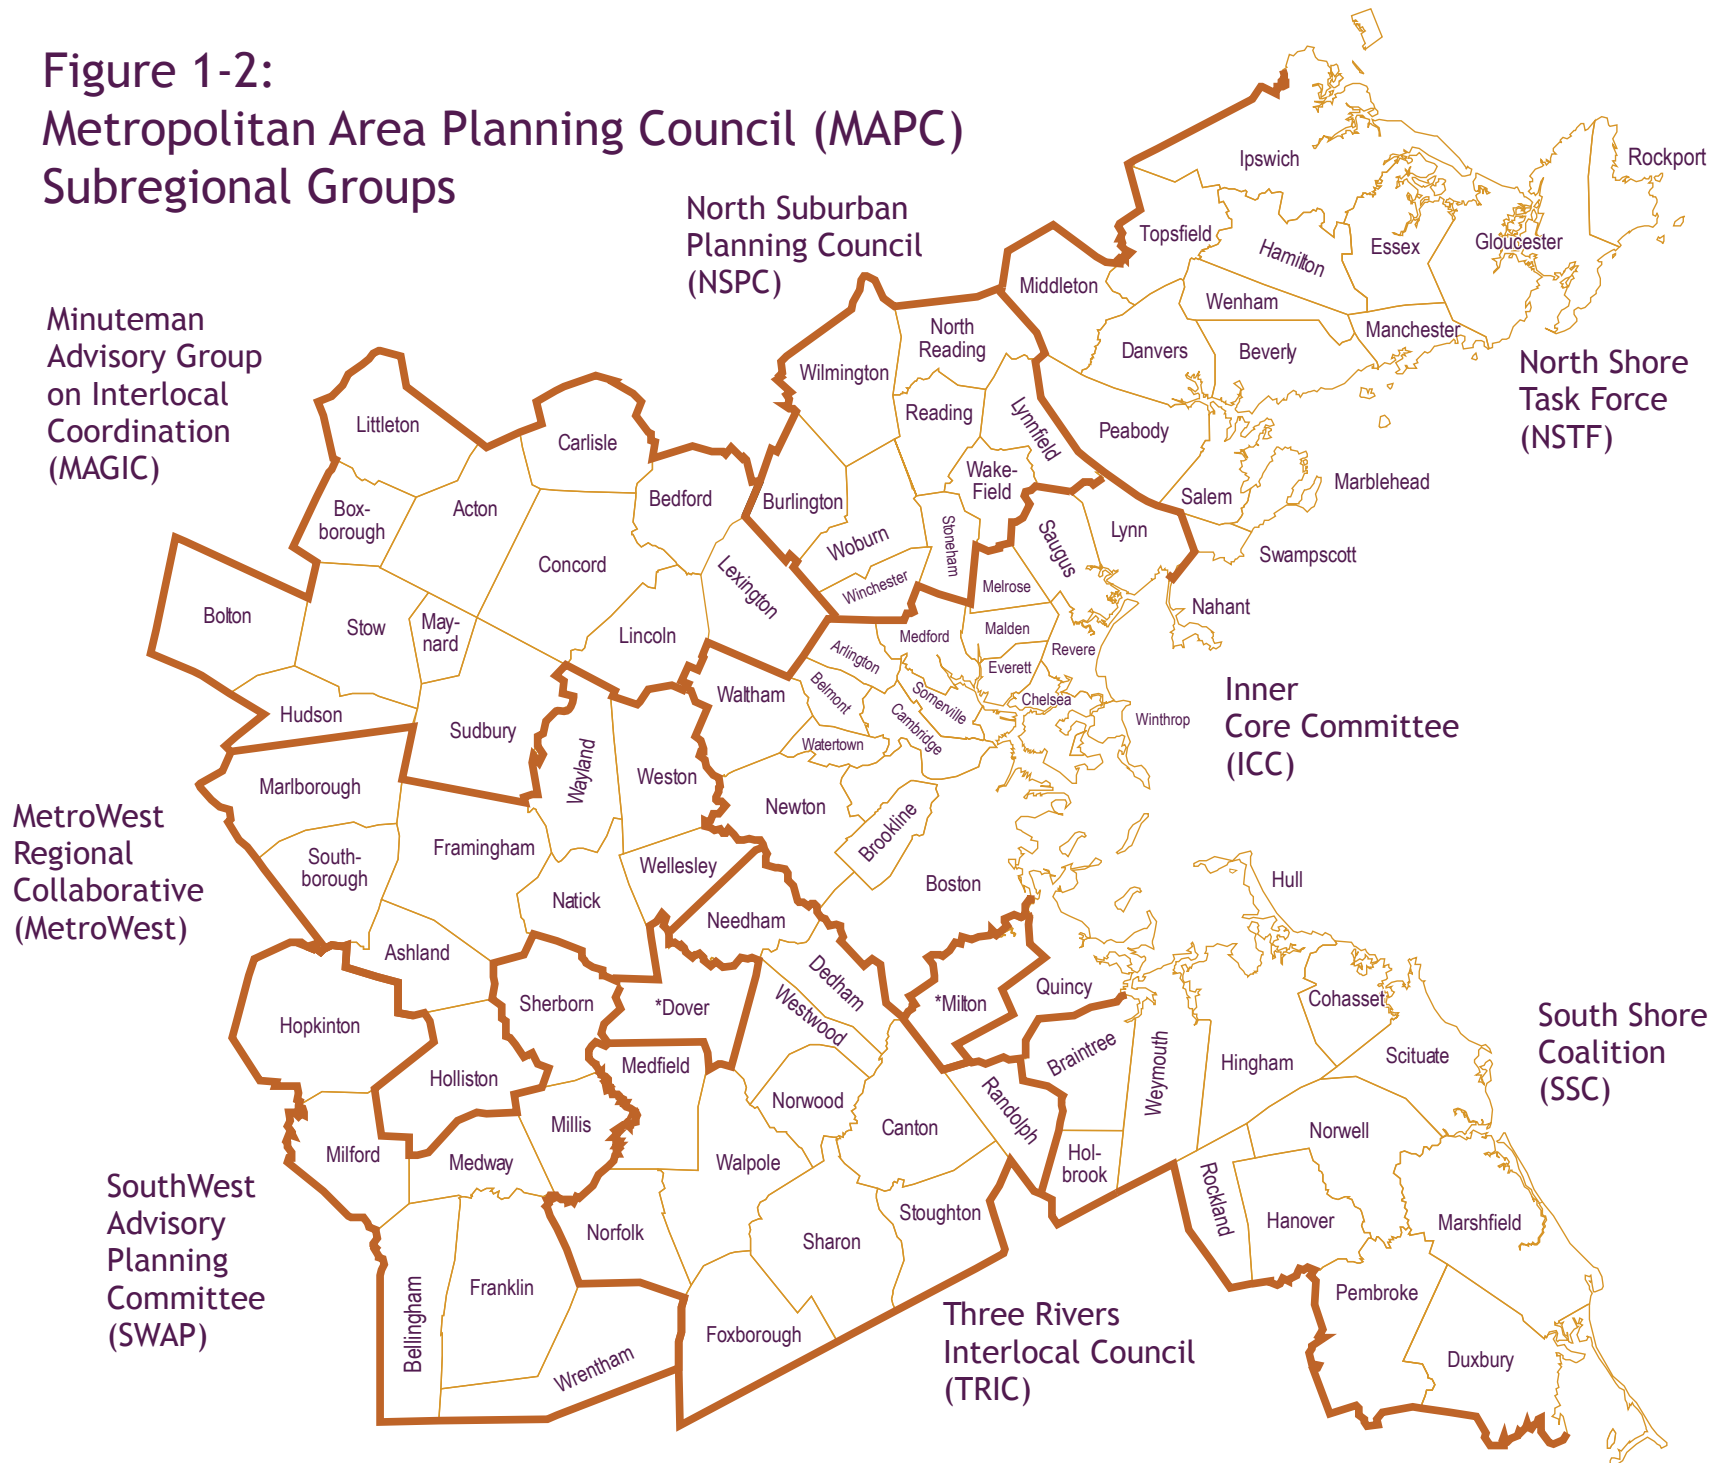 Figure 1-2:
Metropolitan Area Planning Council (MAPC)
Subregional Groups
North Suburban
Planning Council
(NSPC)
Minuteman
Advisory Group
on Interlocal
Coordination
(MAGIC)
North Shore
Task Force
(NSTF)
Inner
Core Committee
(ICC)
MetroWest
Regional
Collaborative
(MetroWest)
South Shore
Coalition
(SSC)
SouthWest
Advisory
Planning
Committee
(SWAP)
Three Rivers
Interlocal Council
(TRIC)
Rockport
Ipswich
Topsfield
Hamilton
Essex
Gloucester
Middleton
Wenham
Manchester
Danvers
Beverly
Peabody
Salem
Marblehead
Swampscott
Nahant
North
Reading
Wilmington
Reading
Lynnfield
Wake-
Field
Burlington
Woburn
Stoneham
Winchester
Saugus
Lynn
Melrose
Malden
Medford
Revere
Everett
Chelsea
Winthrop
Arlington
Belmont
Somerville
Cambridge
Watertown
Waltham
Newton
Brookline
Boston
Quincy
*Milton
Littleton
Carlisle
Box-
borough
Acton
Bedford
Concord
Lexington
Bolton
Stow
May-
nard
Lincoln
Hudson
Sudbury
Marlborough
Wayland
Weston
South-
borough
Framingham
Natick
Wellesley
Ashland
Holliston
Needham
Dedham
Westwood
*Dover
Sherborn
Hopkinton
Medfield
Norwood
Canton
Randolph
Milford
Medway
Millis
Walpole
Norfolk
Sharon
Stoughton
Foxborough
Bellingham
Franklin
Wrentham
Braintree
Weymouth
Hol-
brook
Hull
Hingham
Cohasset
Scituate
Norwell
Rockland
Hanover
Marshfield
Pembroke
Duxbury